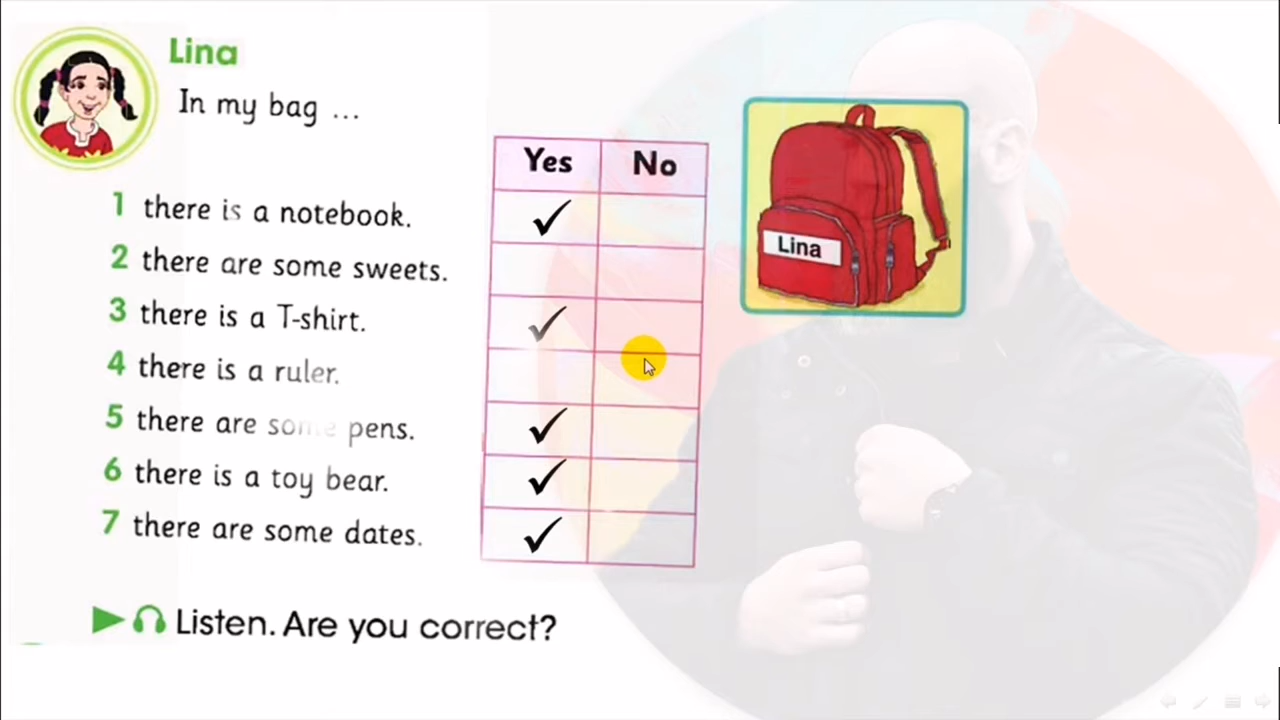 Lina
In my bag ...
Yes No
1 there is a notebook.
2 there are some sweets.
3 there is a T-shirt.
4 there is a ruler.
5 there are some pens.
6 there is a toy bear.
7 there are some dates.
Lina
Listen. Are you correct?